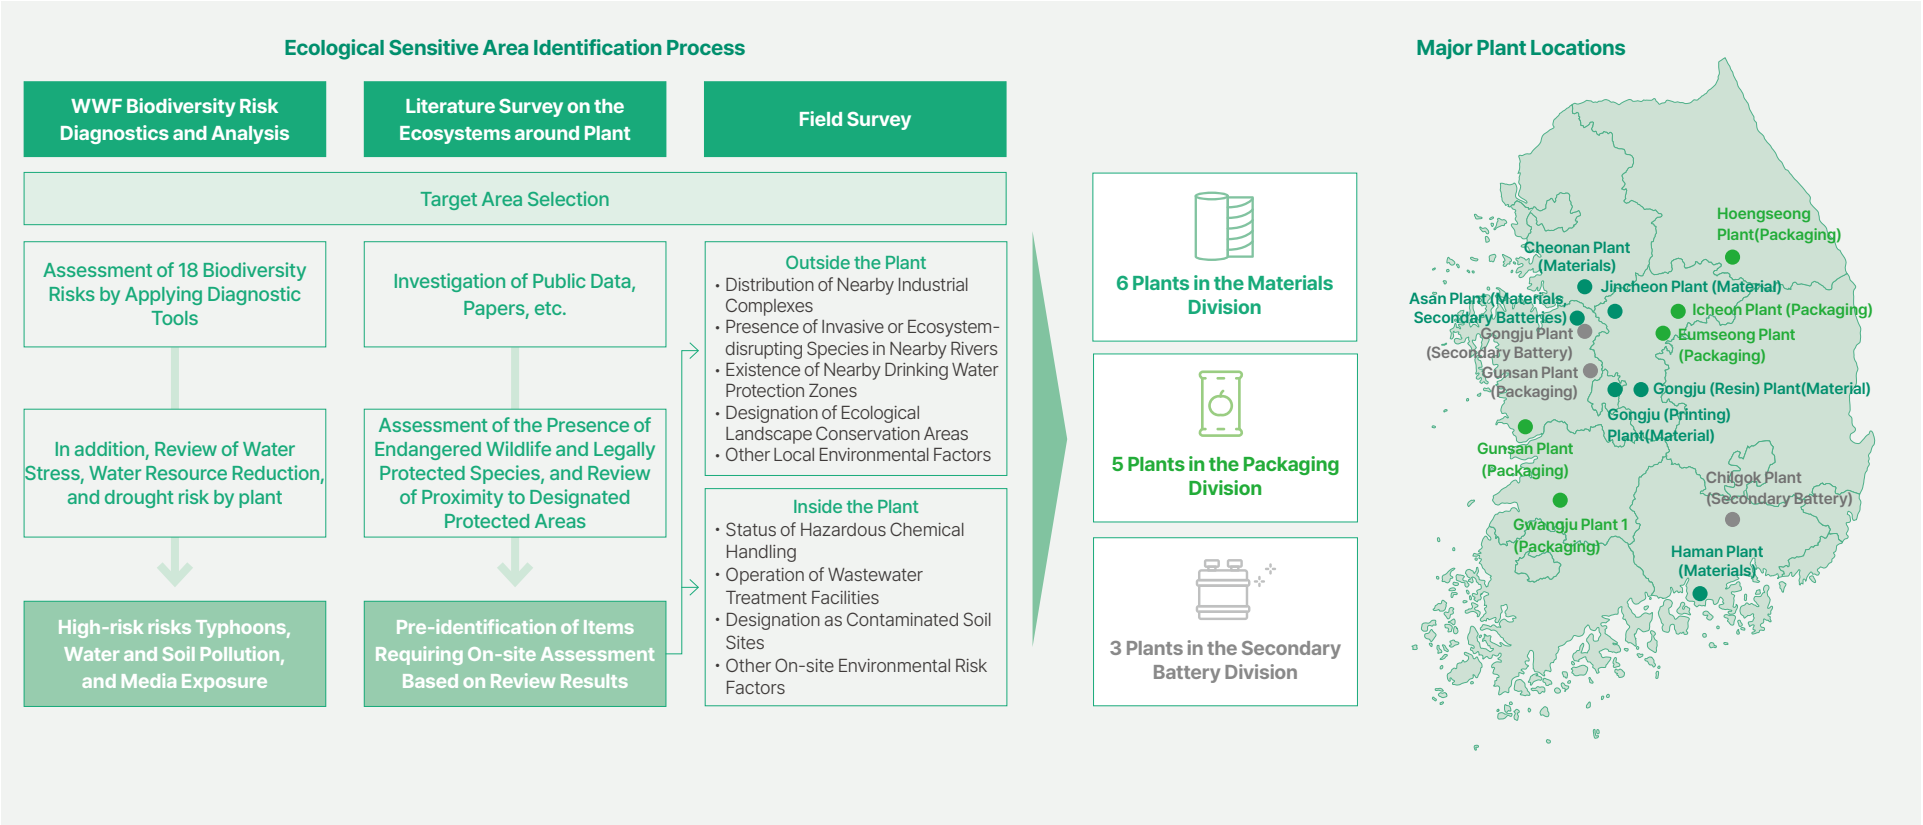 Ecological Sensitive Area Identification Process
WWF Biodiversity Risk
Diagnostics and Analysis
Literature Survey on the
Ecosystems around Plant
Field Survey
Target Area Selection
Assessment of 18 Biodiversity
Risks by Applying Diagnostic
Tools
In addition, Review of Water
Stress, Water Resource Reduction,
and drought risk by plant
High-risk risks Typhoons,
Water and Soil Pollution,
and Media Exposure
Investigation of Public Data,
Papers, etc.
Assessment of the Presence of
Endangered Wildlife and Legally
Protected Species, and Review
of Proximity to Designated
Protected Areas
Pre-identification of Items
Requiring On-site Assessment
Based on Review Results
Outside the Plant
• Distribution of Nearby Industrial
Complexes
• Presence of Invasive or Ecosystem-
disrupting Species in Nearby Rivers
• Existence of Nearby Drinking Water
Protection Zones
• Designation of Ecological
Landscape Conservation Areas
• Other Local Environmental Factors
Inside the Plant
• Status of Hazardous Chemical
Handling
• Operation of Wastewater
Treatment Facilities
• Designation as Contaminated Soil
Sites
• Other On-site Environmental Risk
Factors
6 Plants in the Materials
Division
5 Plants in the Packaging
Division
3 Plants in the Secondary
Battery Division
Major Plant Locations
Hoengseong
Plant(Packaging)
Cheonan Plant
(Materials)
Jincheon Plant (Material)
Asan Plant (Materials,
Secondary Batteries)
Icheon Plant (Packaging)
Gongju Plant
(Secondary Battery)
Eumseong Plant
(Packaging)
Gunsan Plant
(Packaging)
Gongju (Resin) Plant(Material)
Gongju (Printing)
Plant(Material)
Gunsan Plant
(Packaging)
Chilgok Plant
(Secondary Battery)
Gwangju Plant 1
(Packaging)
Haman Plant
(Materials)